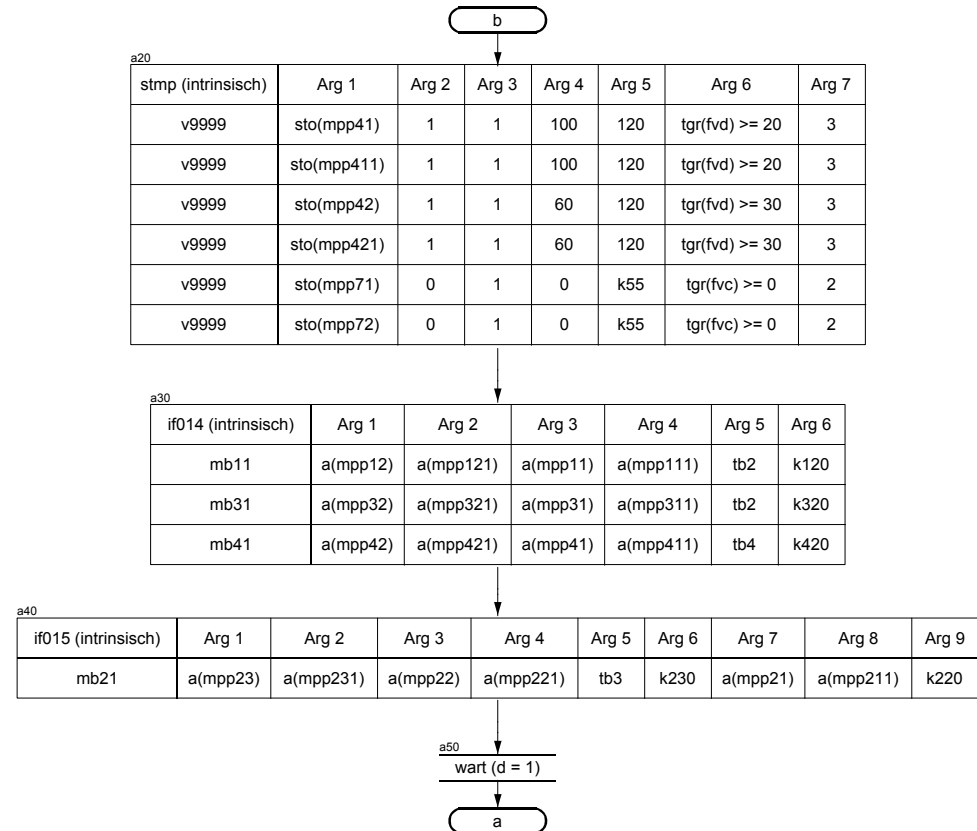 b
a20
stmp (intrinsisch) Arg 1 Arg 2 Arg 3 Arg 4 Arg 5 Arg 6 Arg 7
v9999 sto(mpp41) 1 1 100 120 tgr(fvd) >= 20 3
v9999 sto(mpp411) 1 1 100 120 tgr(fvd) >= 20 3
v9999 sto(mpp42) 1 1 60 120 tgr(fvd) >= 30 3
v9999 sto(mpp421) 1 1 60 120 tgr(fvd) >= 30 3
v9999 sto(mpp71) 0 1 0 k55 tgr(fvc) >= 0 2
v9999 sto(mpp72) 0 1 0 k55 tgr(fvc) >= 0 2
a30
if014 (intrinsisch) Arg 1 Arg 2 Arg 3 Arg 4 Arg 5 Arg 6
mb11 a(mpp12) a(mpp121) a(mpp11) a(mpp111) tb2 k120
mb31 a(mpp32) a(mpp321) a(mpp31) a(mpp311) tb2 k320
mb41 a(mpp42) a(mpp421) a(mpp41) a(mpp411) tb4 k420
a40
if015 (intrinsisch) Arg 1 Arg 2 Arg 3 Arg 4 Arg 5 Arg 6 Arg 7 Arg 8 Arg 9
mb21 a(mpp23) a(mpp231) a(mpp22) a(mpp221) tb3 k230 a(mpp21) a(mpp211) k220
a50
wart (d = 1)
a